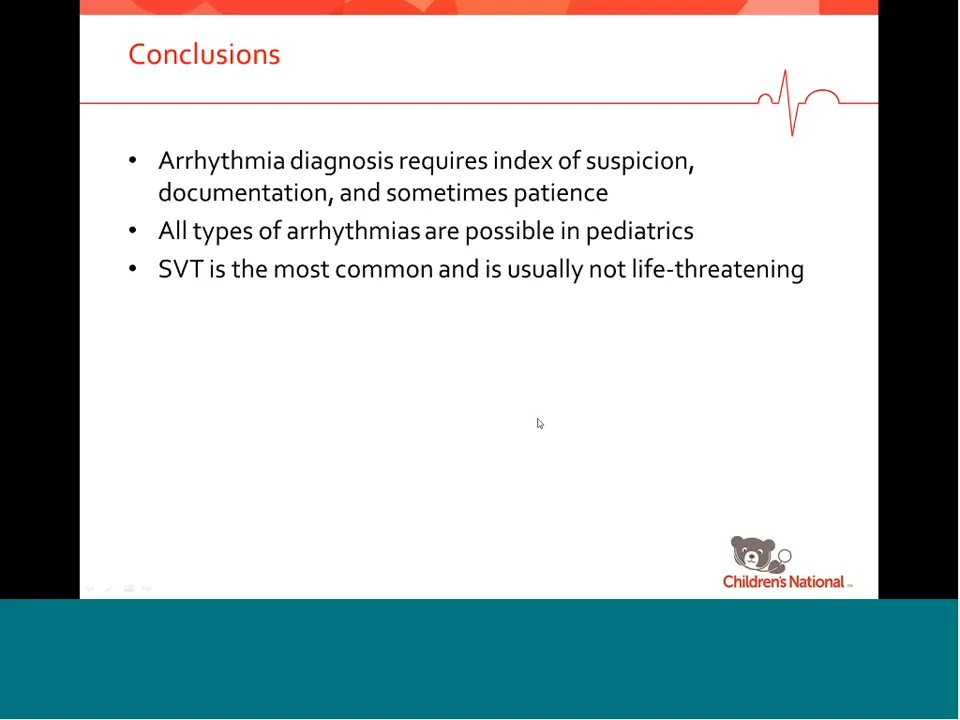 Conclusions
• Arrhythmia diagnosis requires index of suspicion,
documentation, and sometimes patience
• All types of arrhythmias are possible in pediatrics
• SVT is the most common and is usually not life-threatening
Children's National™